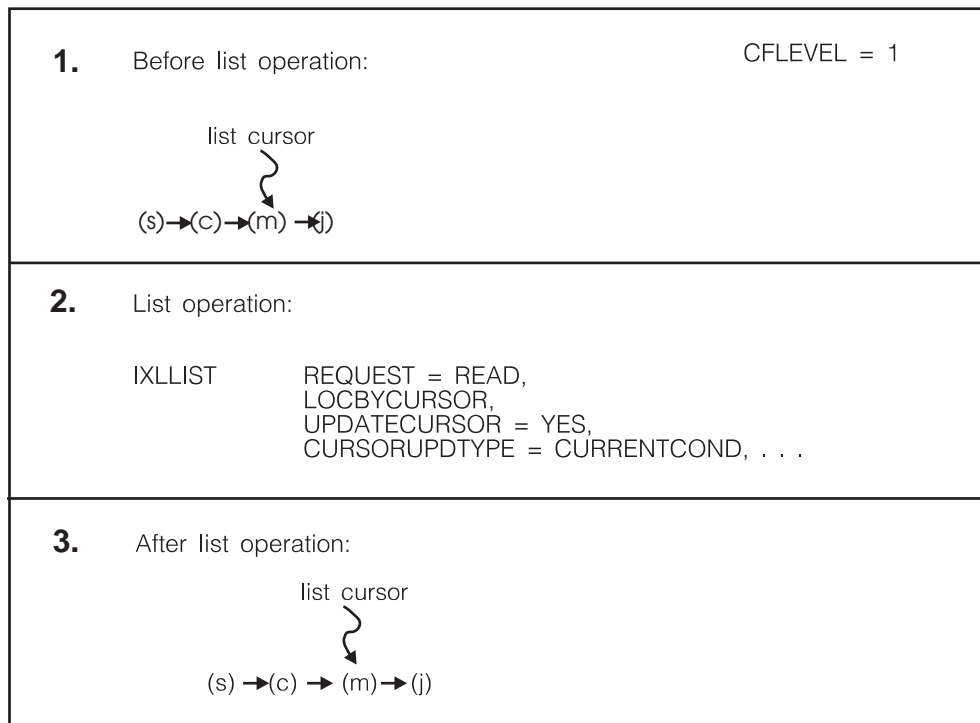 1. Before list operation: CFLEVEL = 1
list cursor
(s)→(c)→(m)→(j)
2. List operation:
IXLLIST REQUEST = READ,
LOCBYCURSOR,
UPDATECURSOR = YES,
CURSORUPDTYPE = CURRENTCOND, . . .
3. After list operation:
list cursor
(s)→(c)→(m)→(j)